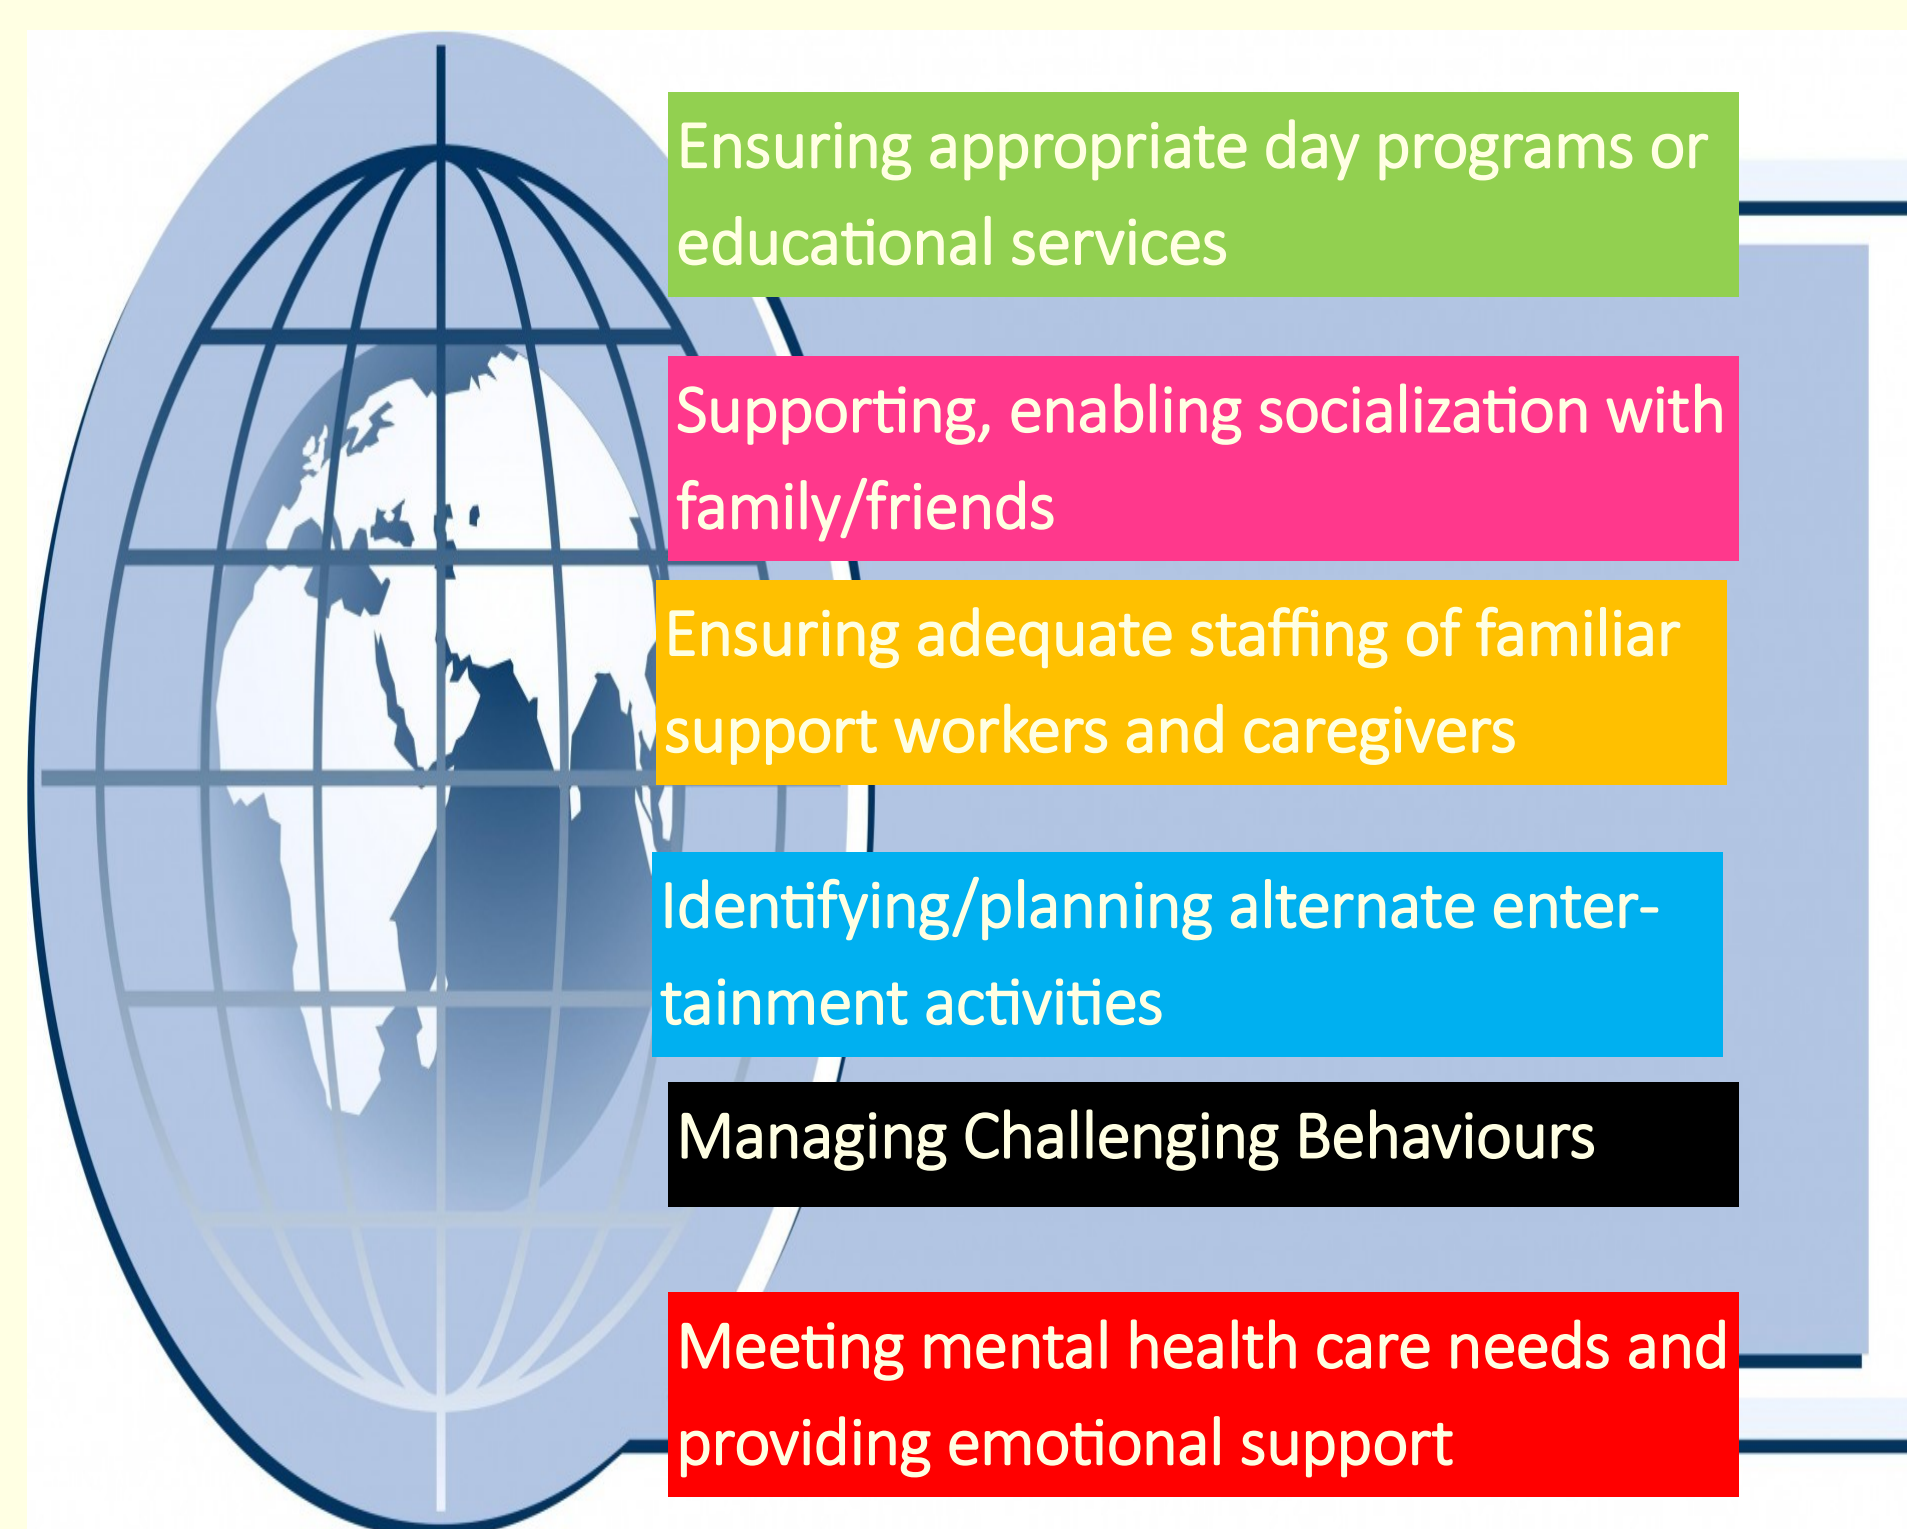 Ensuring appropriate day programs or
educational services
Supporting, enabling socialization with
family/friends
Ensuring adequate staffing of familiar
support workers and caregivers
Identifying/planning alternate enter-
tainment activities
Managing Challenging Behaviours
Meeting mental health care needs and
providing emotional support